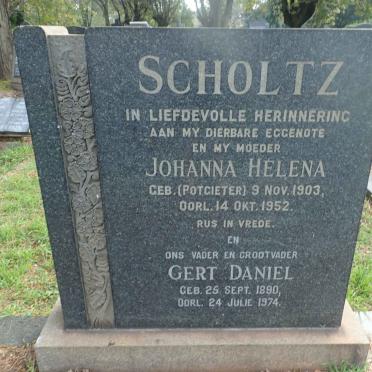 SCHOLTZ
IN LIEFDEVOLLE HERINNERING
AAN MY DIERBARE EGGENOTE
EN MY MOEDER
JOHANNA HELENA
GEB. (POTGIETER) 9 NOV. 1903,
OORL. 14 OKT. 1952.
RUS IN VREDE.
EN
ONS VADER EN GROOTVADER
GERT DANIEL
GEB. 25 SEPT. 1890,
OORL. 24 JULIE 1974.